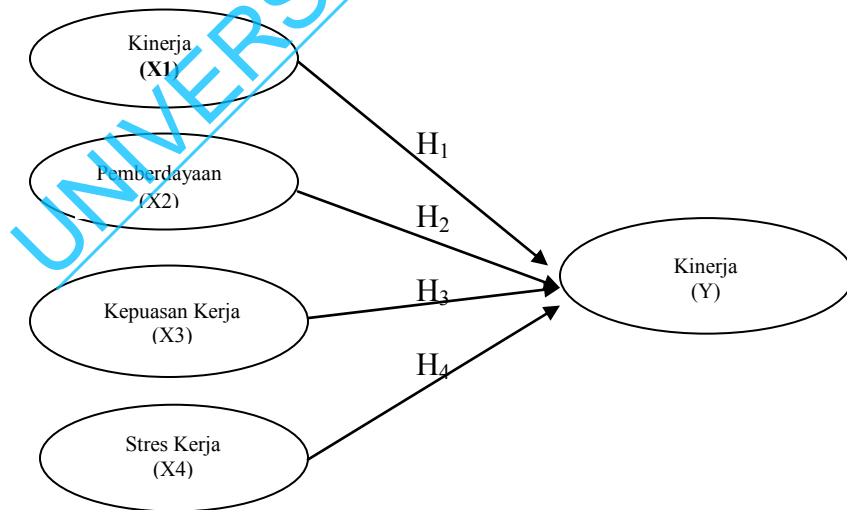 Kinerja
(X1)
H1
Pemberdayaan
(X2)
H2
Kinerja
(Y)
Kepuasan Kerja
(X3)
H3
H4
Stres Kerja
(X4)
UNIVERS